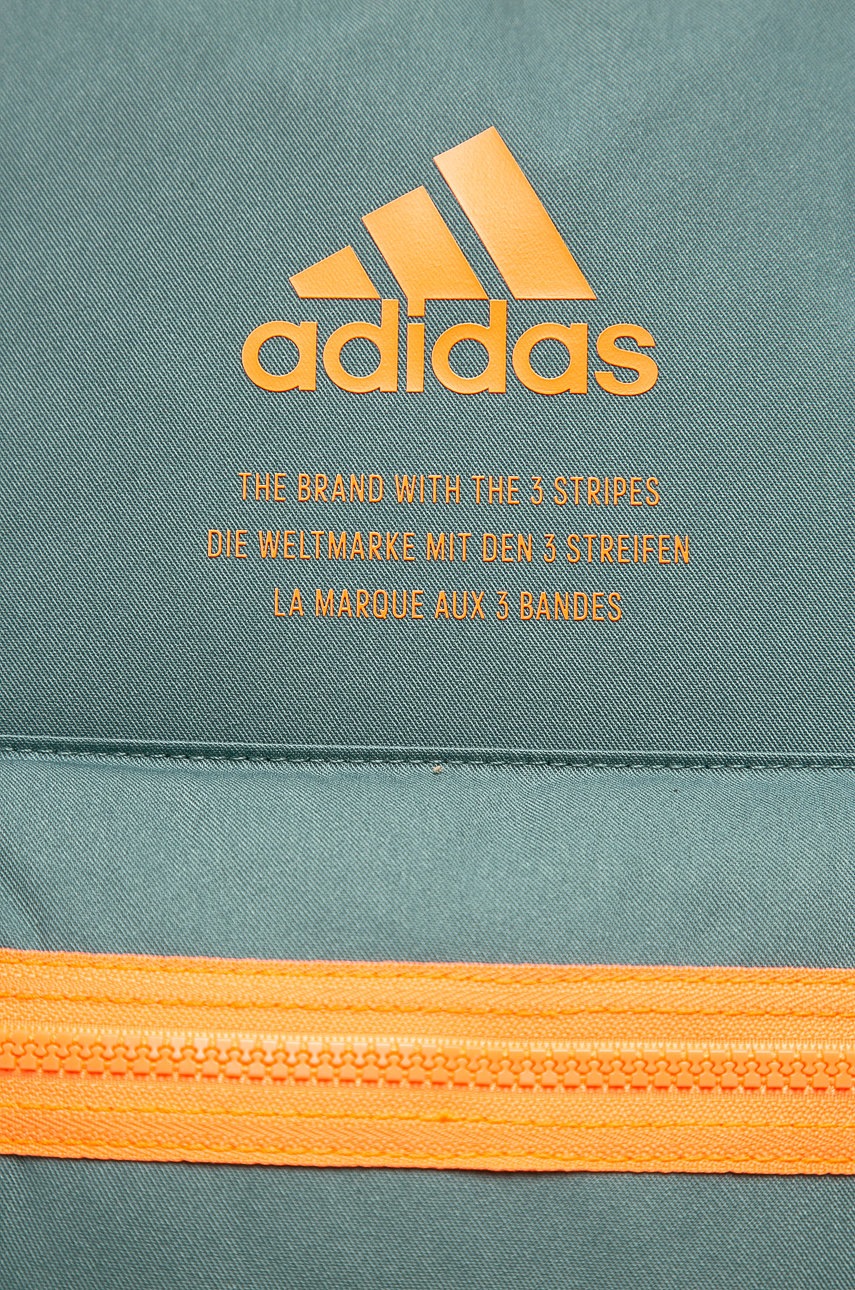 adidas
THE BRAND WITH THE 3 STRIPES
DIE WELTMARKE MIT DEN 3 STREIFEN
LA MARQUE AUX 3 BANDES